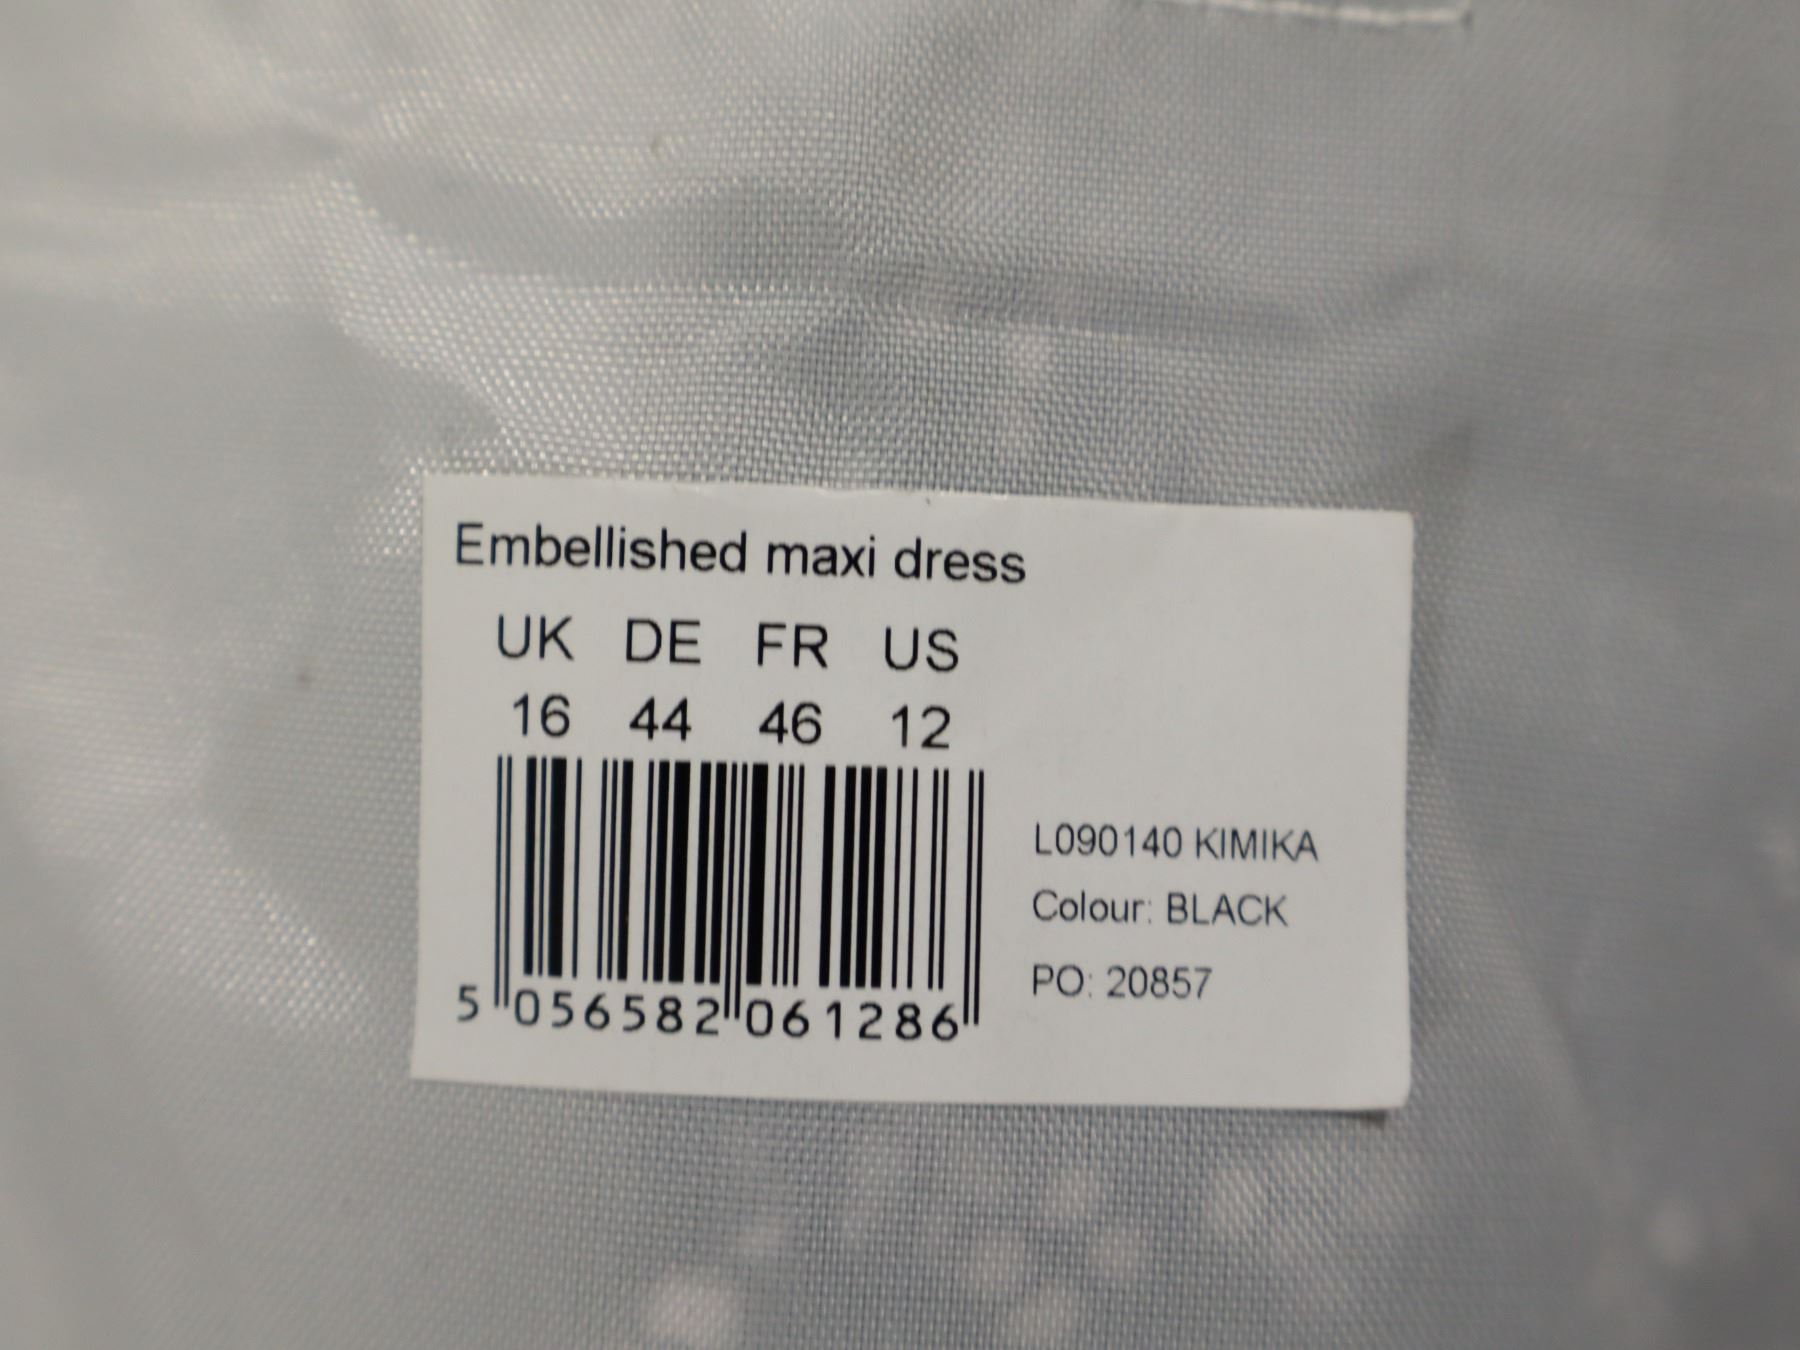 Embellished maxi dress
UK DE FR US
16 44 46 12
L090140 KIMIKA
Colour: BLACK
PO: 20857
5 056582 061286